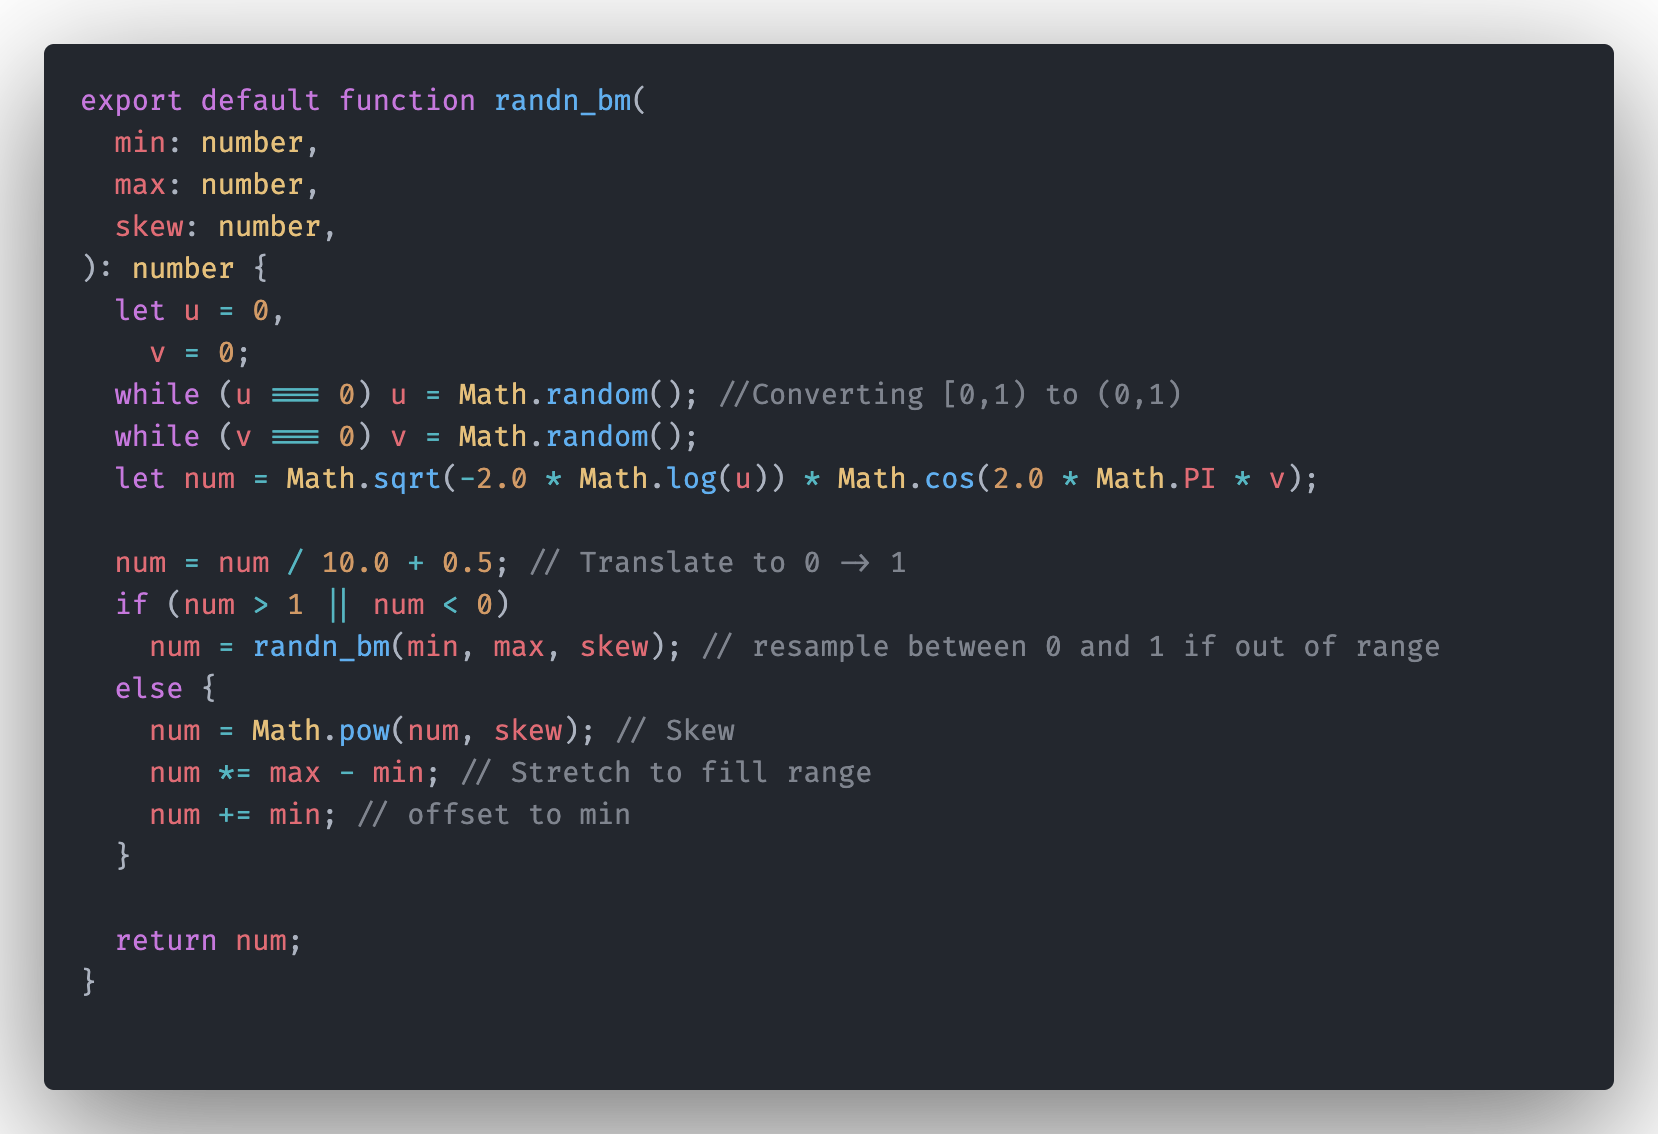 export default function randn_bm(
  min: number,
  max: number,
  skew: number,
): number {
  let u = 0,
    v = 0;
  while (u === 0) u = Math.random(); //Converting [0,1) to (0,1)
  while (v === 0) v = Math.random();
  let num = Math.sqrt(-2.0 * Math.log(u)) * Math.cos(2.0 * Math.PI * v);

  num = num / 10.0 + 0.5; // Translate to 0 -> 1
  if (num > 1 || num < 0)
    num = randn_bm(min, max, skew); // resample between 0 and 1 if out of range
  else {
    num = Math.pow(num, skew); // Skew
    num *= max - min; // Stretch to fill range
    num += min; // offset to min
  }

  return num;
}